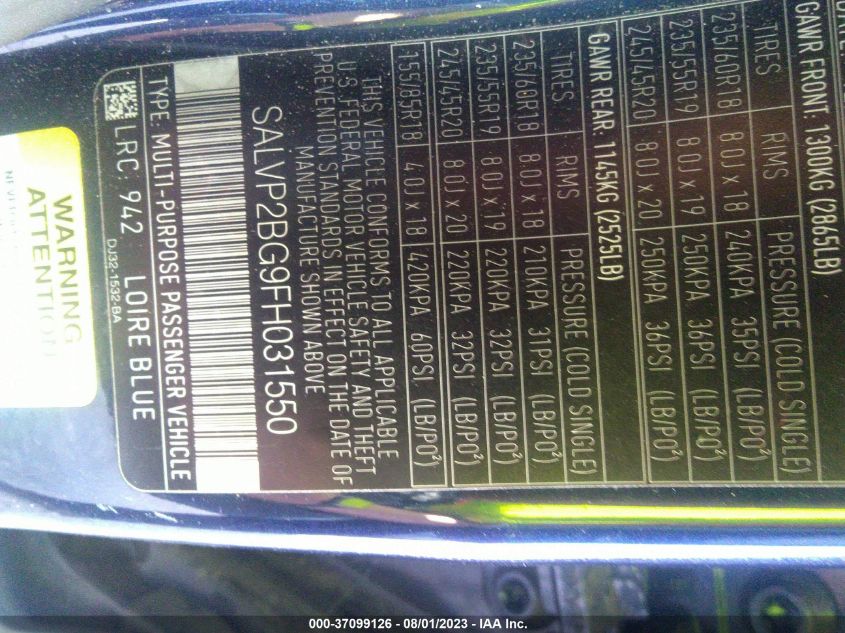 GAWR FRONT: 1300KG (2865LB)
TIRES RIMS PRESSURE (COLD SINGLE)
235/60R18 8.0J x 18 240KPA 35PSI (LB/PO²)
235/55R19 8.0J x 19 250KPA 36PSI (LB/PO²)
245/45R20 8.0J x 20 250KPA 36PSI (LB/PO²)
GAWR REAR: 1145KG (2525LB)
TIRES RIMS PRESSURE (COLD SINGLE)
235/60R18 8.0J x 18 210KPA 31PSI (LB/PO²)
235/55R19 8.0J x 19 220KPA 32PSI (LB/PO²)
245/45R20 8.0J x 20 220KPA 32PSI (LB/PO²)
155/85R18 4.0J x 18 420KPA 60PSI (LB/PO²)
THIS VEHICLE CONFORMS TO ALL APPLICABLE
U.S. FEDERAL MOTOR VEHICLE SAFETY AND THEFT
PREVENTION STANDARDS IN EFFECT ON THE DATE OF
MANUFACTURE SHOWN ABOVE
SALVP2BG9FH031550
TYPE: MULTI-PURPOSE PASSENGER VEHICLE
LRC: 942 LOIRE BLUE
DJ32-1532-BA
WARNING
ATTENTION
000-37099126 - 08/01/2023 - IAA Inc.